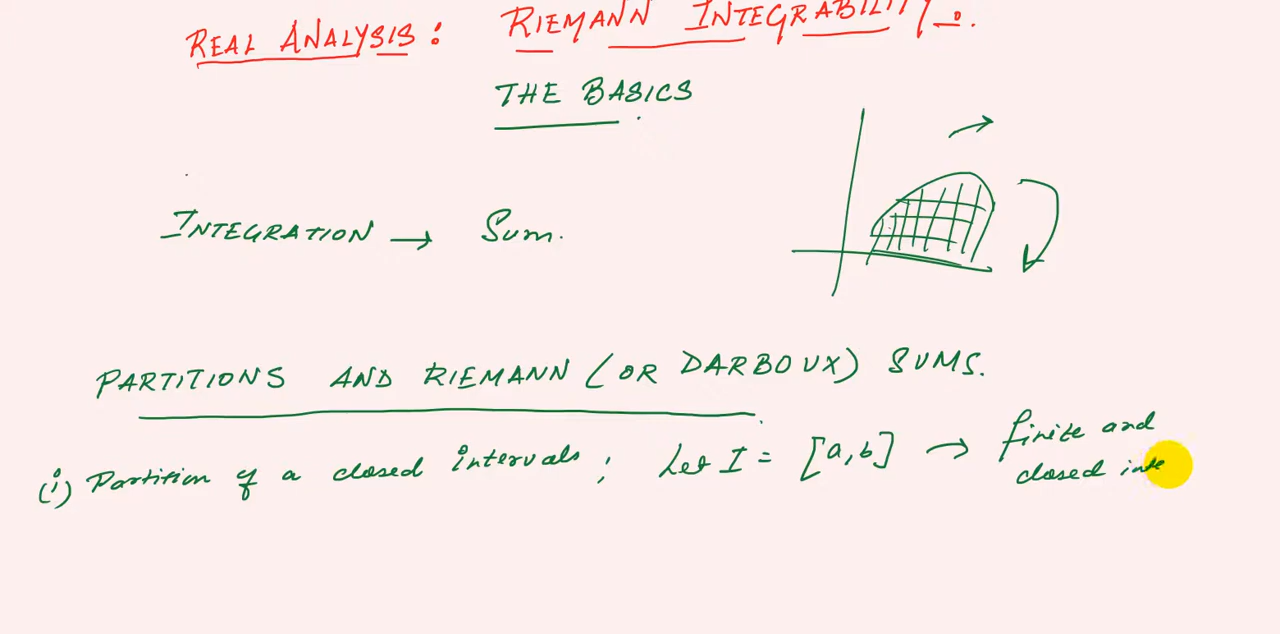 REAL ANALYSIS: RIEMANN INTEGRABILITY.
THE BASICS
INTEGRATION → Sum.
PARTITIONS AND RIEMANN (OR DARBOUX) SUMS.
(i) Partition of a closed intervals; Let I = [a,b] → finite and
closed inte